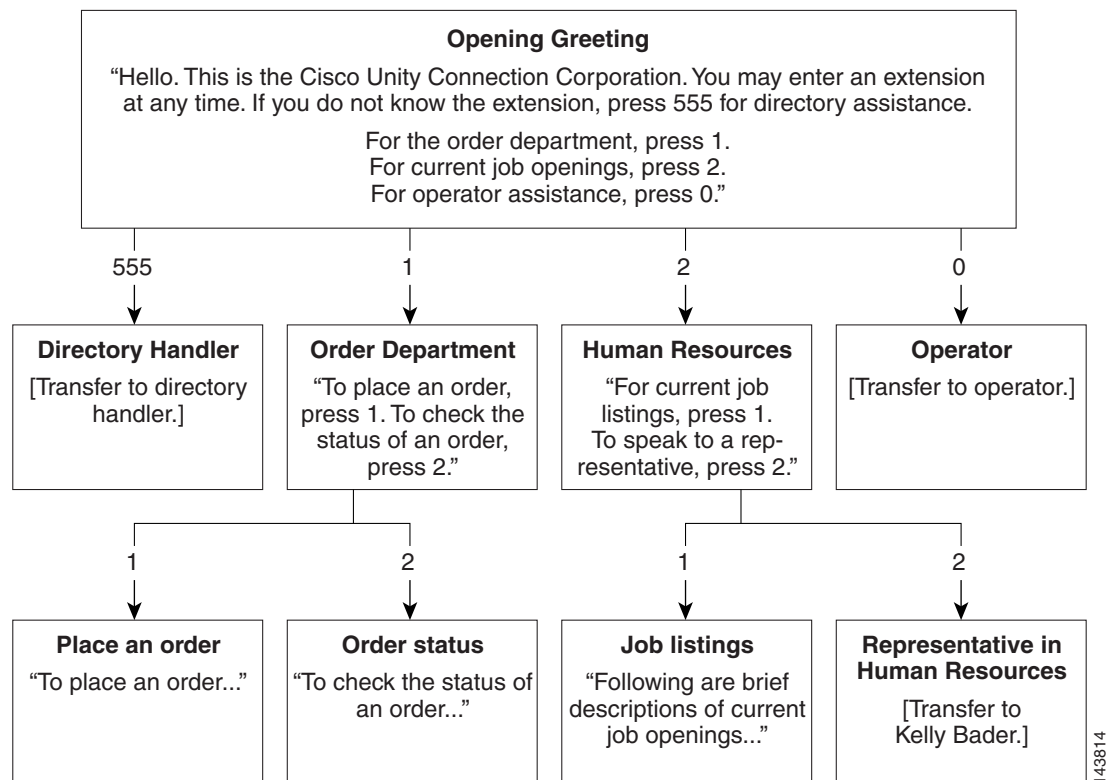 Opening Greeting
“Hello. This is the Cisco Unity Connection Corporation. You may enter an extension
at any time. If you do not know the extension, press 555 for directory assistance.
For the order department, press 1.
For current job openings, press 2.
For operator assistance, press 0.”
555
1
2
0
Directory Handler
[Transfer to directory
handler.]
Order Department
“To place an order,
press 1. To check the
status of an order,
press 2.”
Human Resources
“For current job
listings, press 1.
To speak to a rep-
resentative, press 2.”
Operator
[Transfer to operator.]
1
2
1
2
Place an order
“To place an order...”
Order status
“To check the status of
an order...”
Job listings
“Following are brief
descriptions of current
job openings...”
Representative in
Human Resources
[Transfer to
Kelly Bader.]
143814